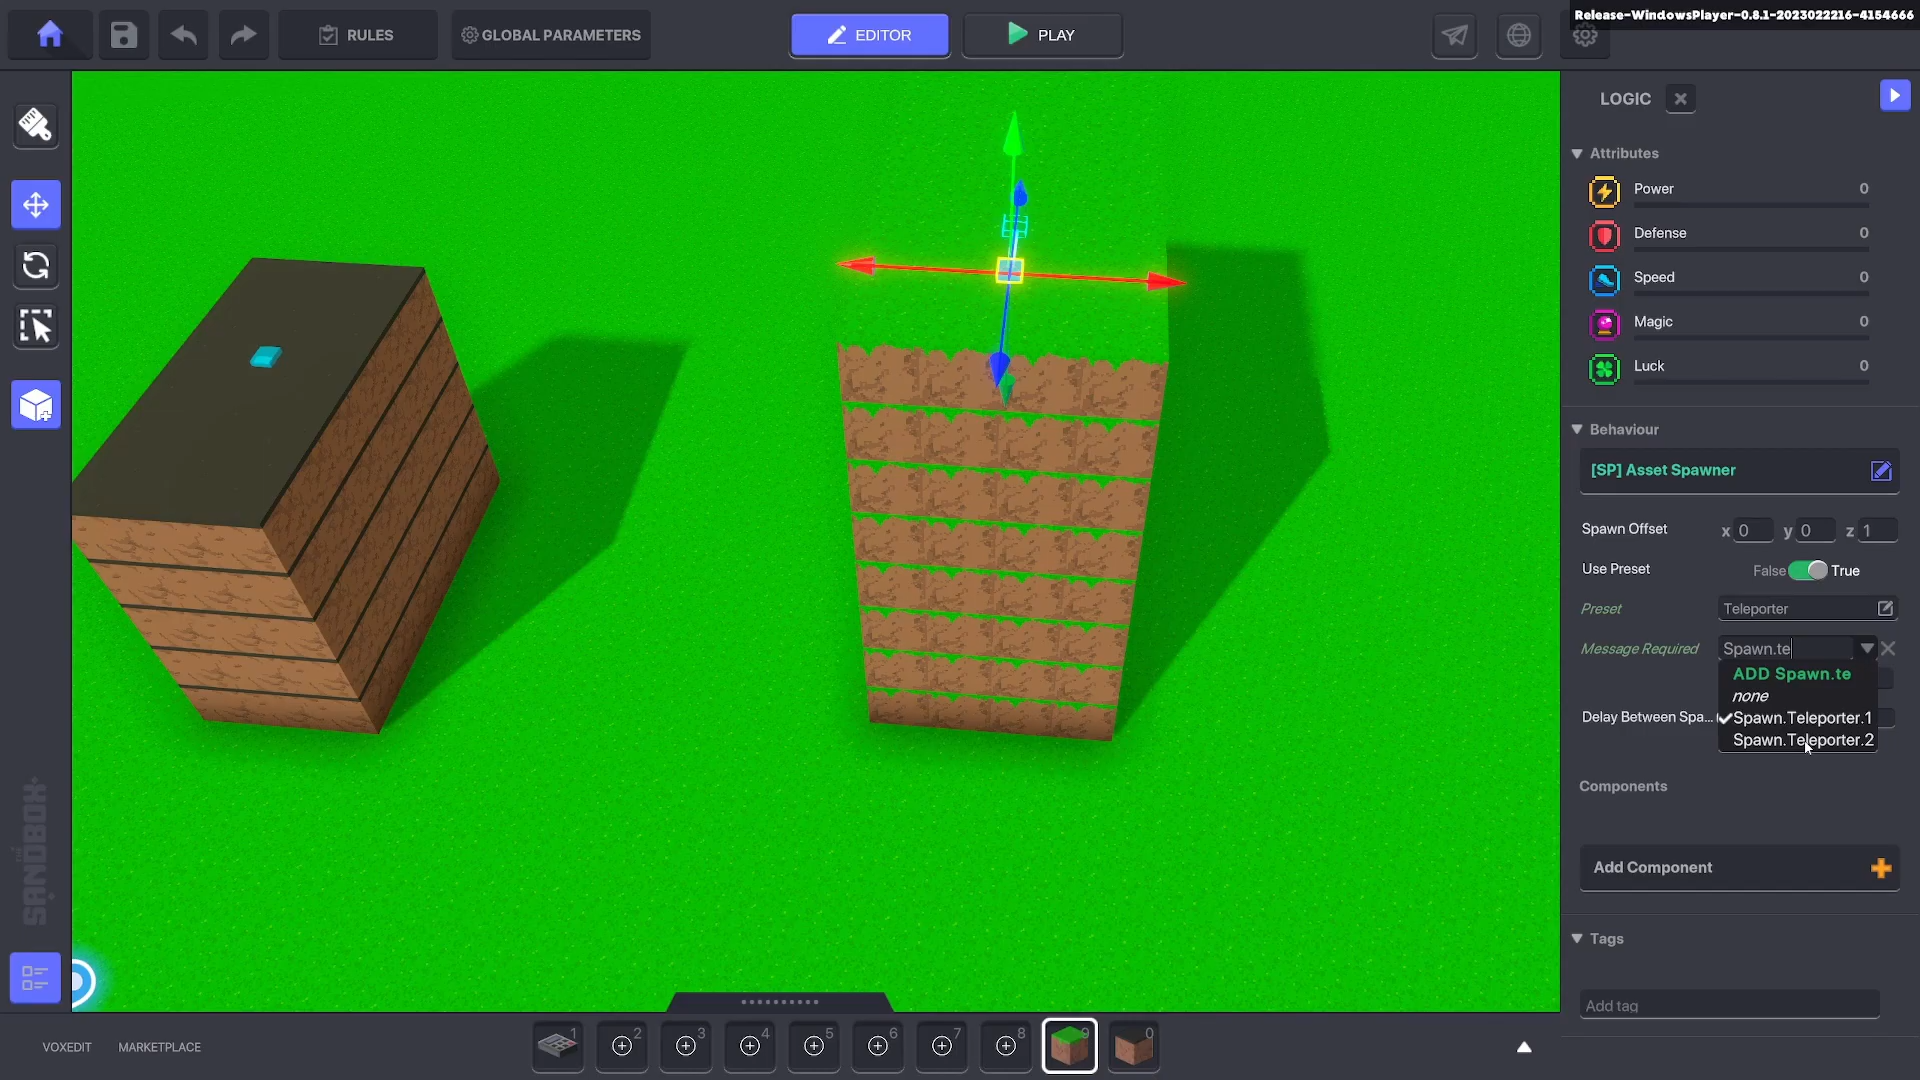 Release-WindowsPlayer-0.8.1-2023022216-4154666
RULES
GLOBAL PARAMETERS
EDITOR
PLAY
LOGIC
Attributes
Power 0
Defense 0
Speed 0
Magic 0
Luck 0
Behaviour
[SP] Asset Spawner
Spawn Offset x 0 y 0 z 1
Use Preset False True
Preset Teleporter
Message Required Spawn.te
ADD Spawn.te
none
Delay Between Spa... Spawn.Teleporter.1
Spawn.Teleporter.2
Components
Add Component
Tags
Add tag
THE SANDBOX
VOXEDIT MARKETPLACE
1 2 3 4 5 6 7 8 9 0